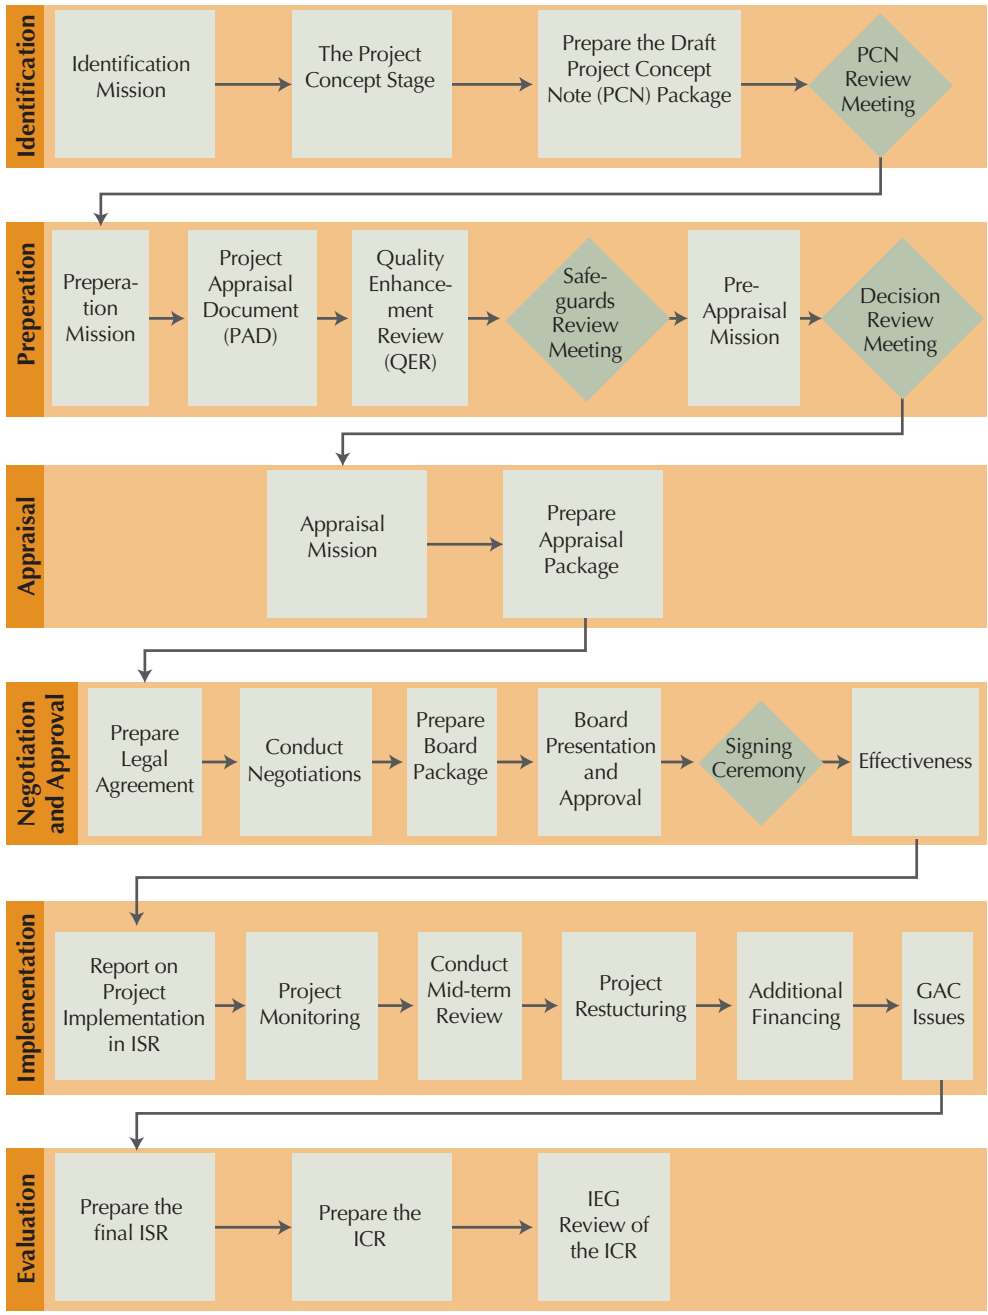 Identification
Identification
Mission
The Project
Concept Stage
Prepare the Draft
Project Concept
Note (PCN) Package
PCN
Review
Meeting
Preperation
Prepera-
tion
Mission
Project
Appraisal
Document
(PAD)
Quality
Enhance-
ment
Review
(QER)
Safe-
guards
Review
Meeting
Pre-
Appraisal
Mission
Decision
Review
Meeting
Appraisal
Appraisal
Mission
Prepare
Appraisal
Package
Negotiation
and Approval
Prepare
Legal
Agreement
Conduct
Negotiations
Prepare
Board
Package
Board
Presentation
and
Approval
Signing
Ceremony
Effectiveness
Implementation
Report on
Project
Implementation
in ISR
Project
Monitoring
Conduct
Mid-term
Review
Project
Restucturing
Additional
Financing
GAC
Issues
Evaluation
Prepare the
final ISR
Prepare the
ICR
IEG
Review of
the ICR